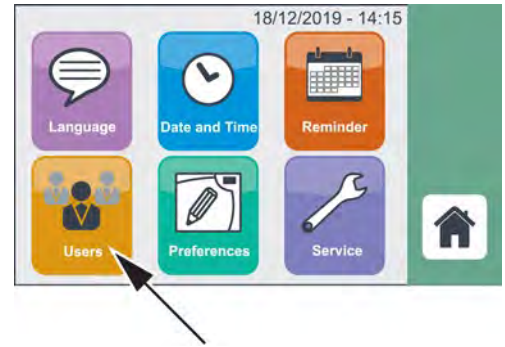 18/12/2019 - 14:15
Language
Date and Time
Reminder
Users
Preferences
Service